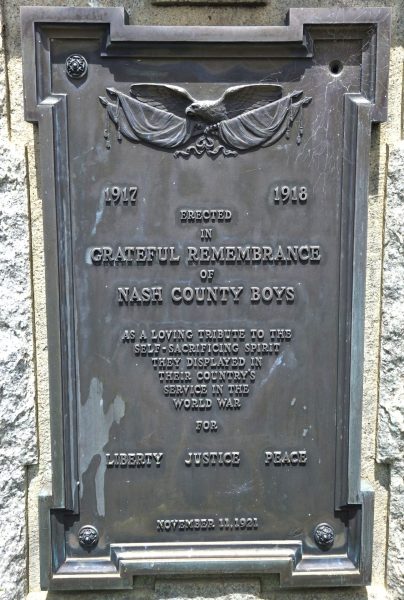 1917 1918
ERECTED
IN
GRATEFUL REMEMBRANCE
OF
NASH COUNTY BOYS
AS A LOVING TRIBUTE TO THE
SELF-SACRIFICING SPIRIT
THEY DISPLAYED IN
THEIR COUNTRY'S
SERVICE IN THE
WORLD WAR
FOR
LIBERTY JUSTICE PEACE
NOVEMBER 11, 1921